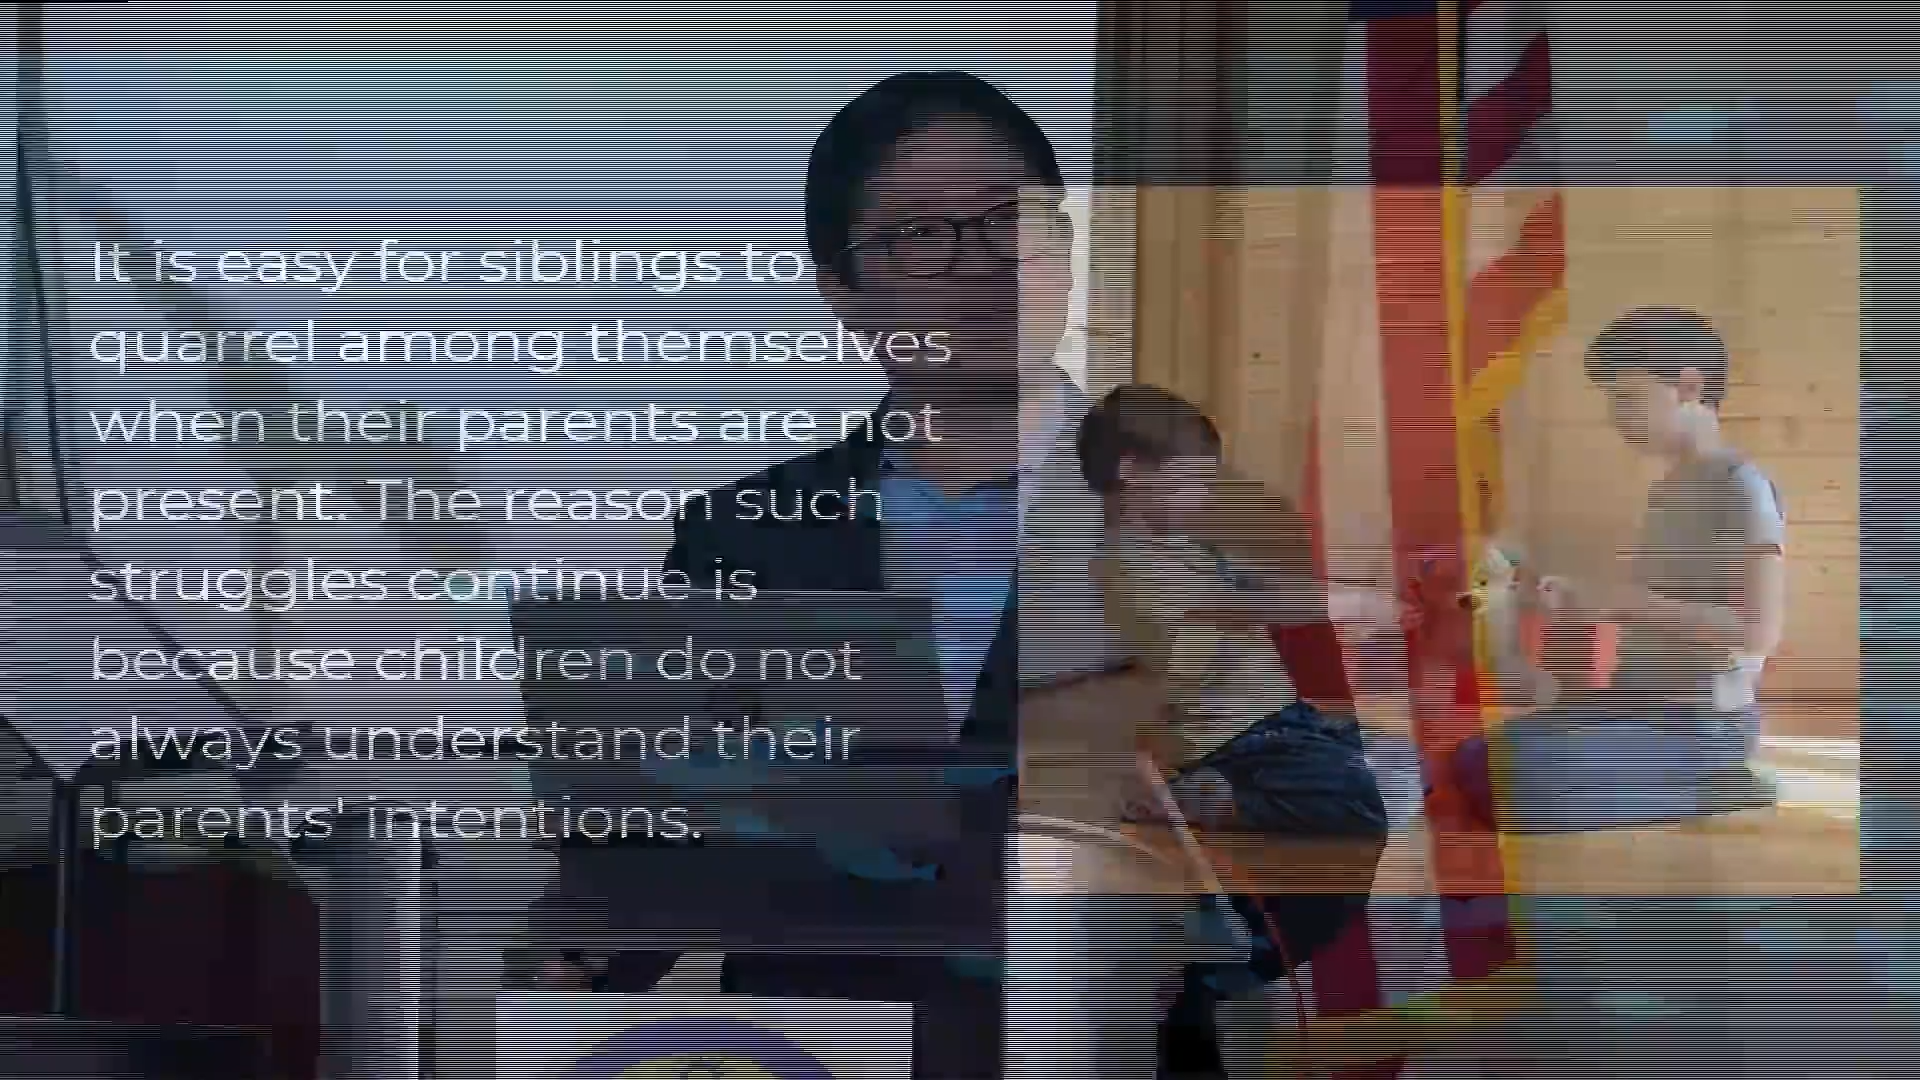 It is easy for siblings to
quarrel among themselves
when their parents are not
present. The reason such
struggles continue is
because children do not
always understand their
parents' intentions.